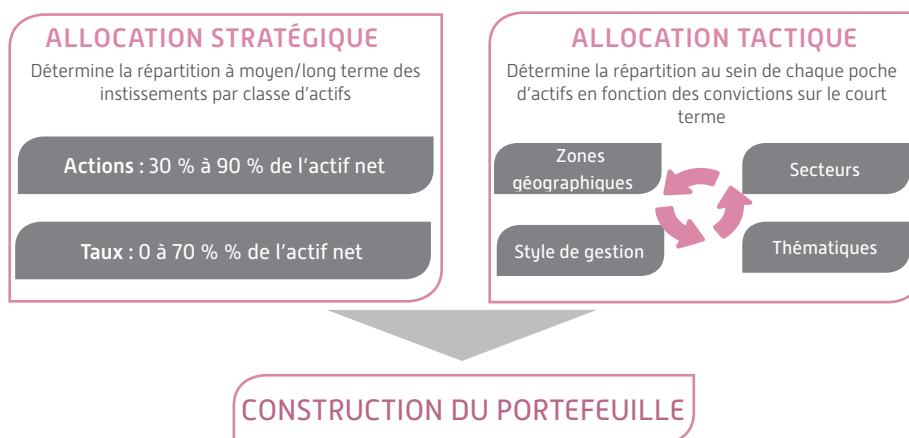 ALLOCATION STRATÉGIQUE
Détermine la répartition à moyen/long terme des
instissements par classe d'actifs
Actions : 30 % à 90 % de l'actif net
Taux : 0 à 70 % % de l'actif net
ALLOCATION TACTIQUE
Détermine la répartition au sein de chaque poche
d'actifs en fonction des convictions sur le court
terme
Zones
géographiques
Secteurs
Style de gestion
Thématiques
CONSTRUCTION DU PORTEFEUILLE